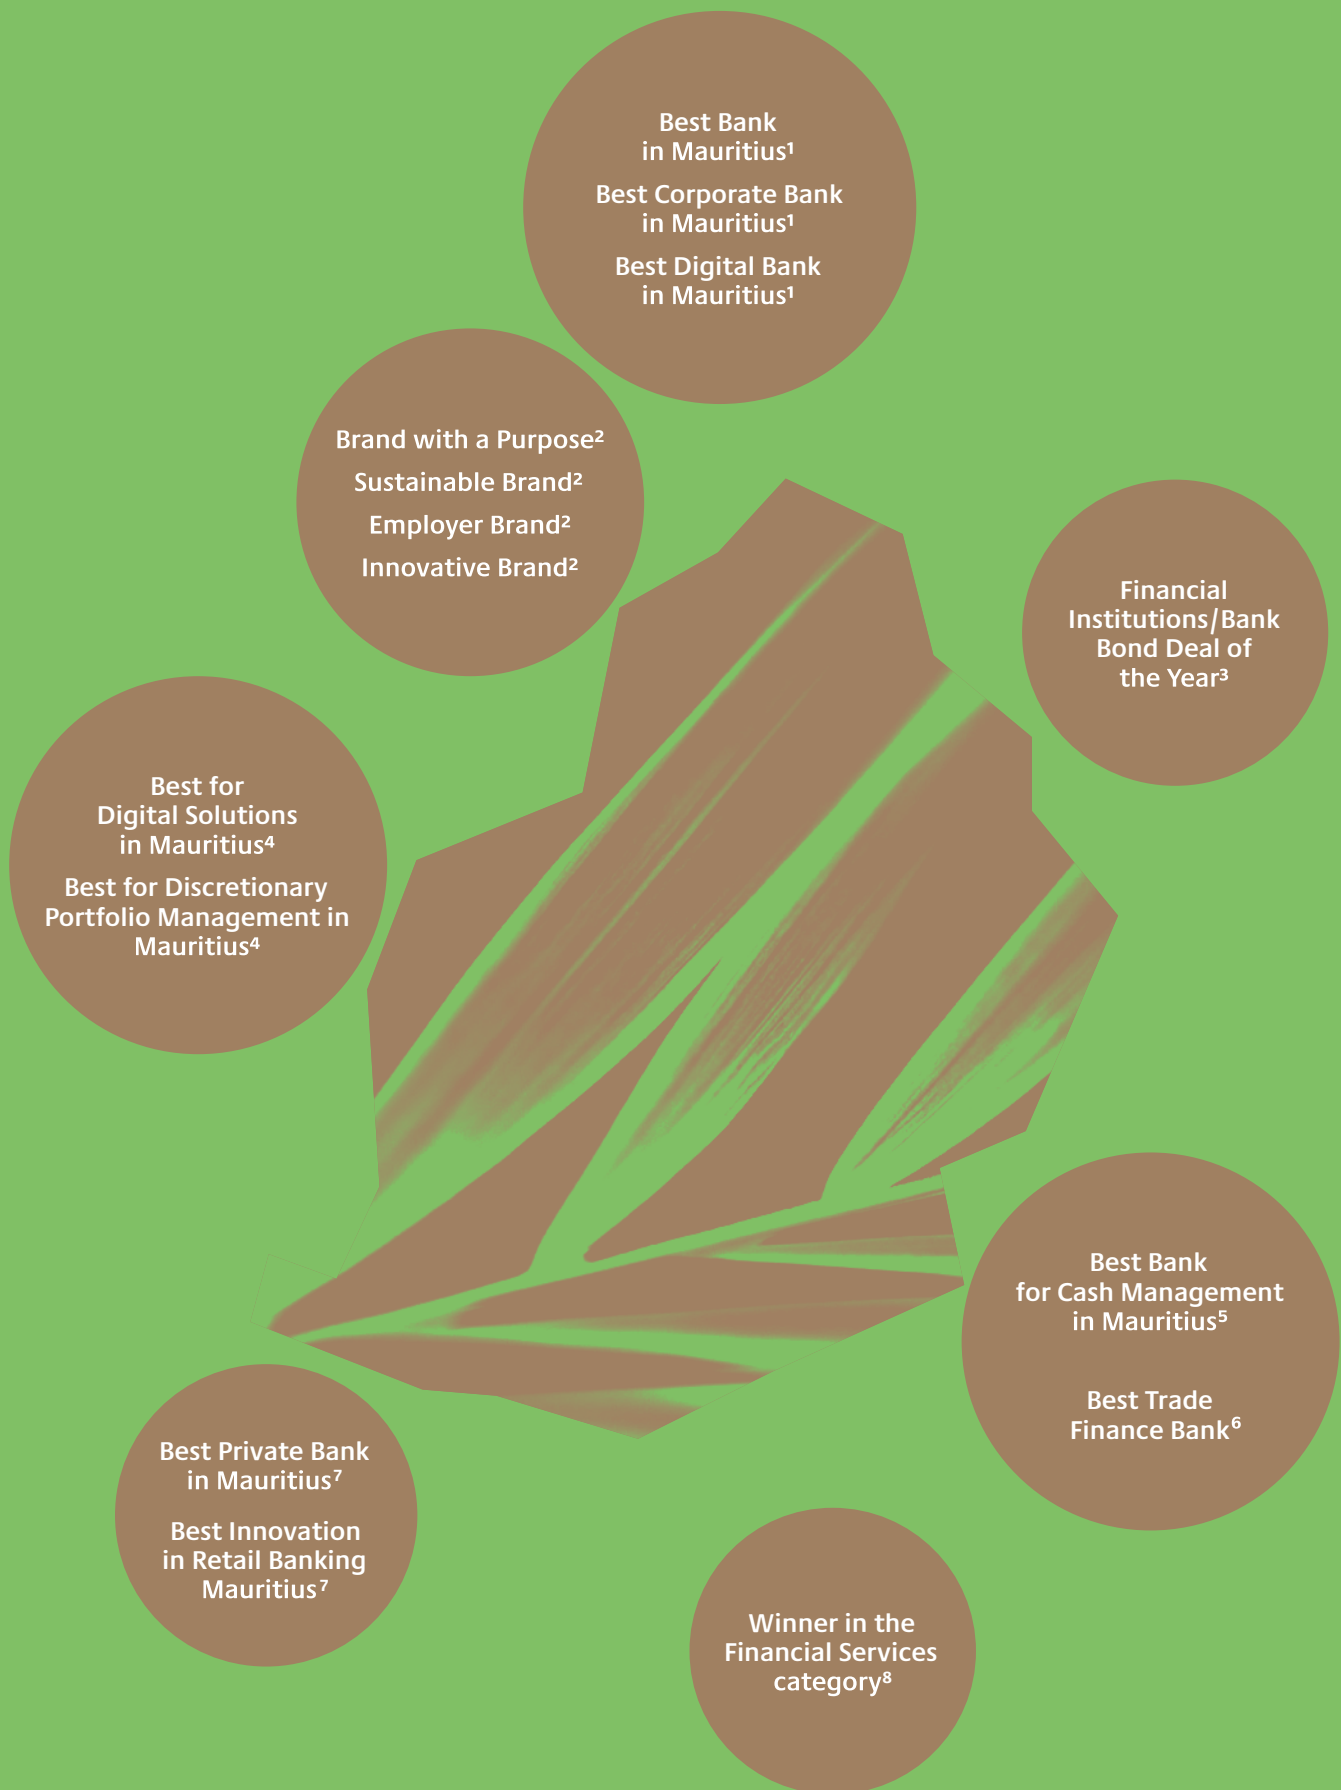 Best Bank
in Mauritius¹
Best Corporate Bank
in Mauritius¹
Best Digital Bank
in Mauritius¹
Brand with a Purpose²
Sustainable Brand²
Employer Brand²
Innovative Brand²
Financial
Institutions/Bank
Bond Deal of
the Year³
Best for
Digital Solutions
in Mauritius⁴
Best for Discretionary
Portfolio Management in
Mauritius⁴
Best Bank
for Cash Management
in Mauritius⁵
Best Trade
Finance Bank⁶
Best Private Bank
in Mauritius⁷
Best Innovation
in Retail Banking
Mauritius⁷
Winner in the
Financial Services
category⁸